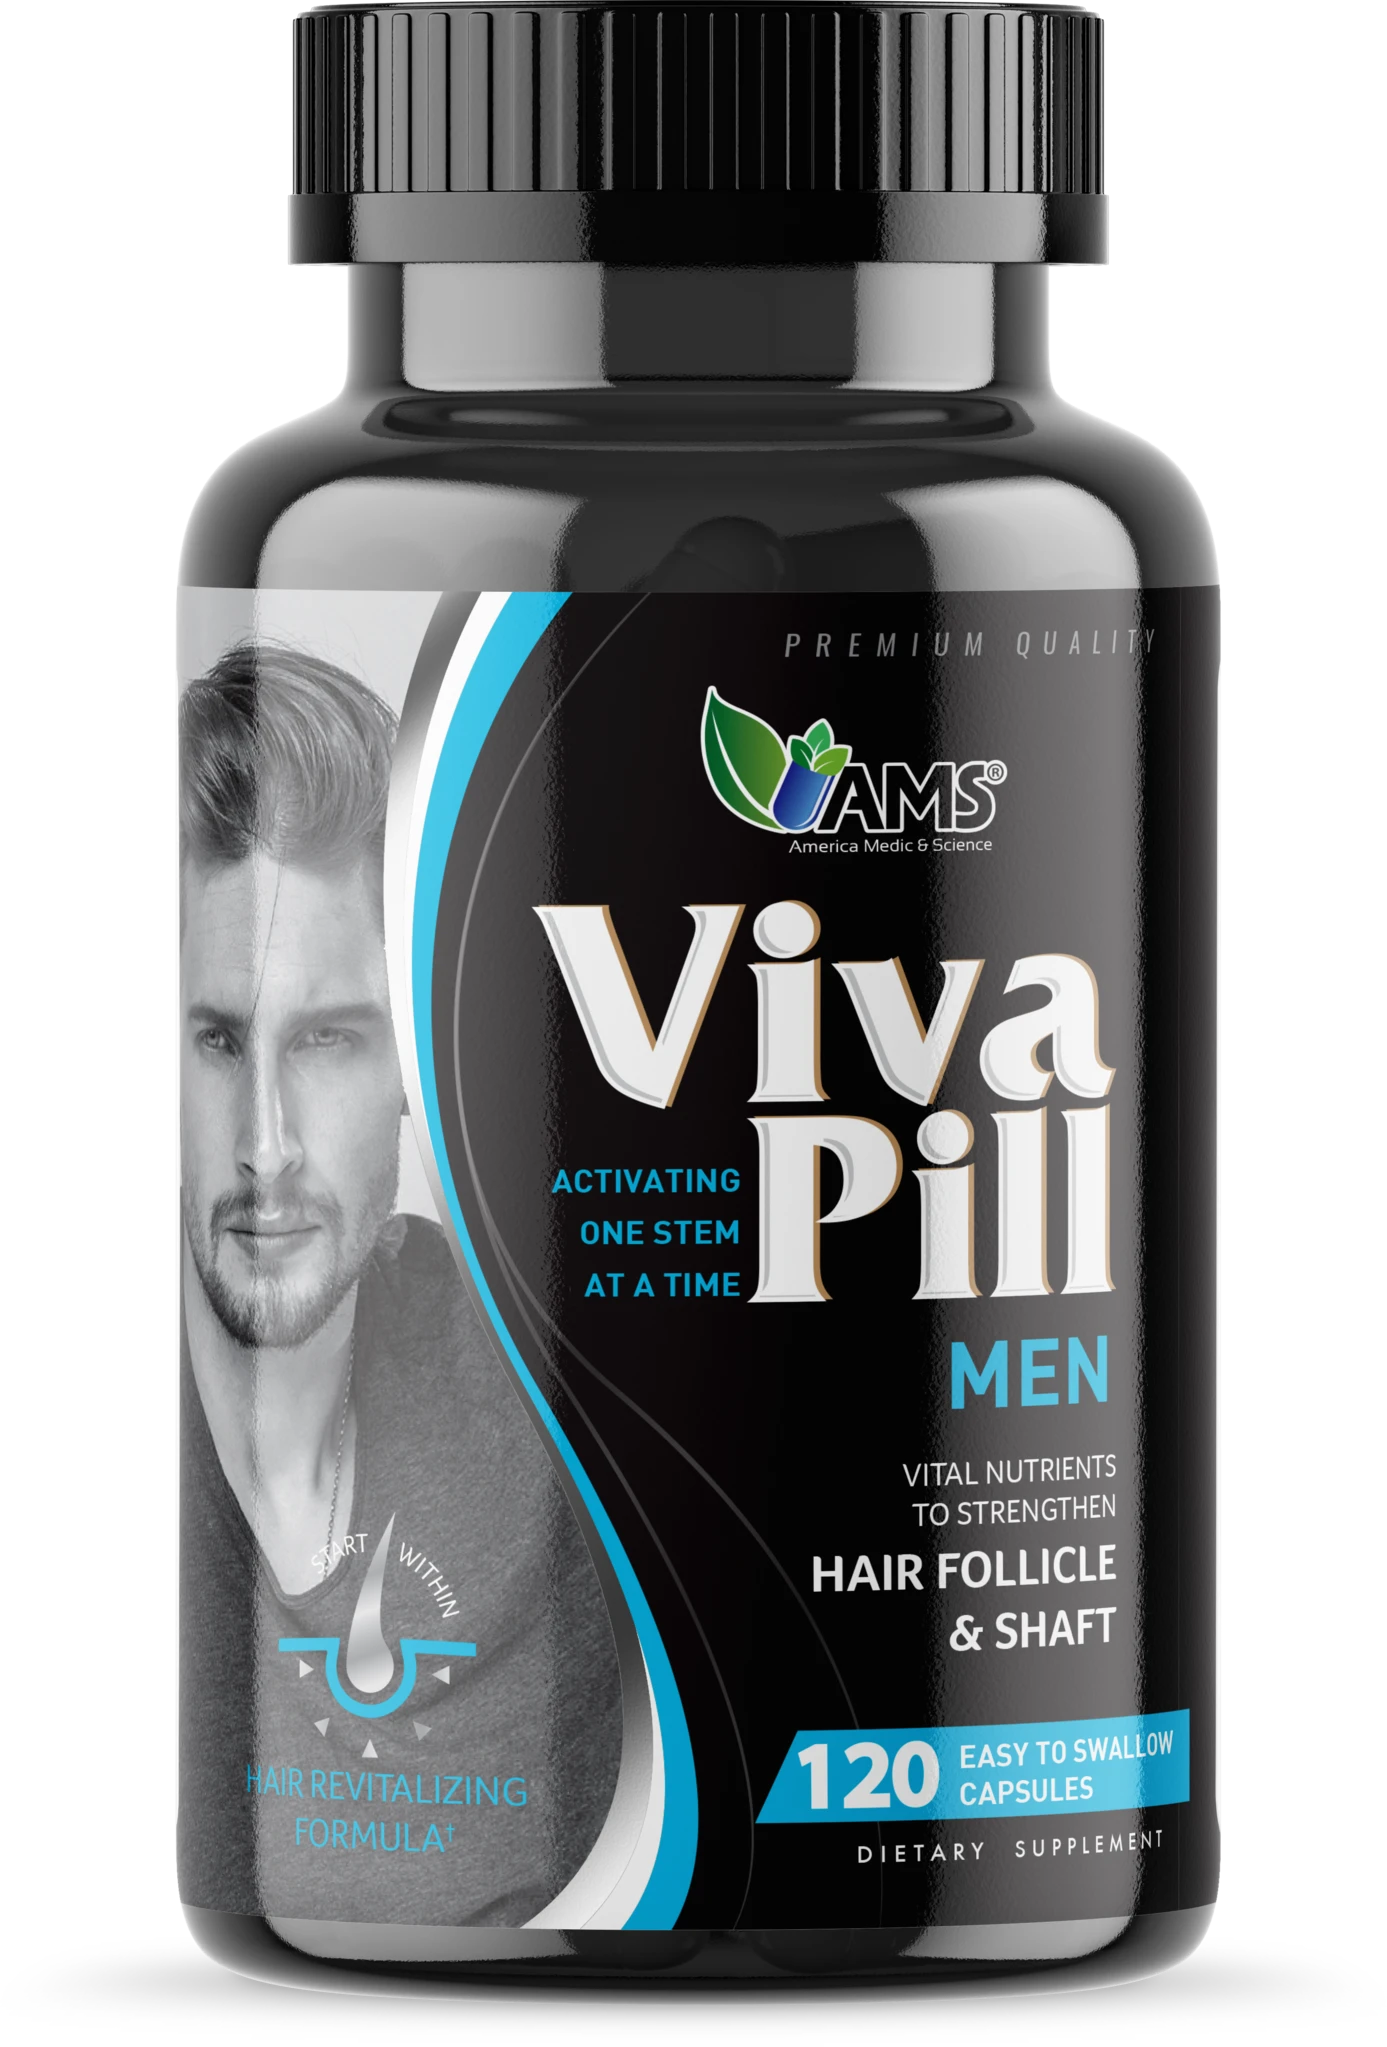 PREMIUM QUALITY
AMS®
America Medic & Science
Viva
Pill
ACTIVATING
ONE STEM
AT A TIME
MEN
VITAL NUTRIENTS
TO STRENGTHEN
HAIR FOLLICLE
& SHAFT
START WITHIN
HAIR REVITALIZING
FORMULA†
120 EASY TO SWALLOW
CAPSULES
DIETARY SUPPLEMENT